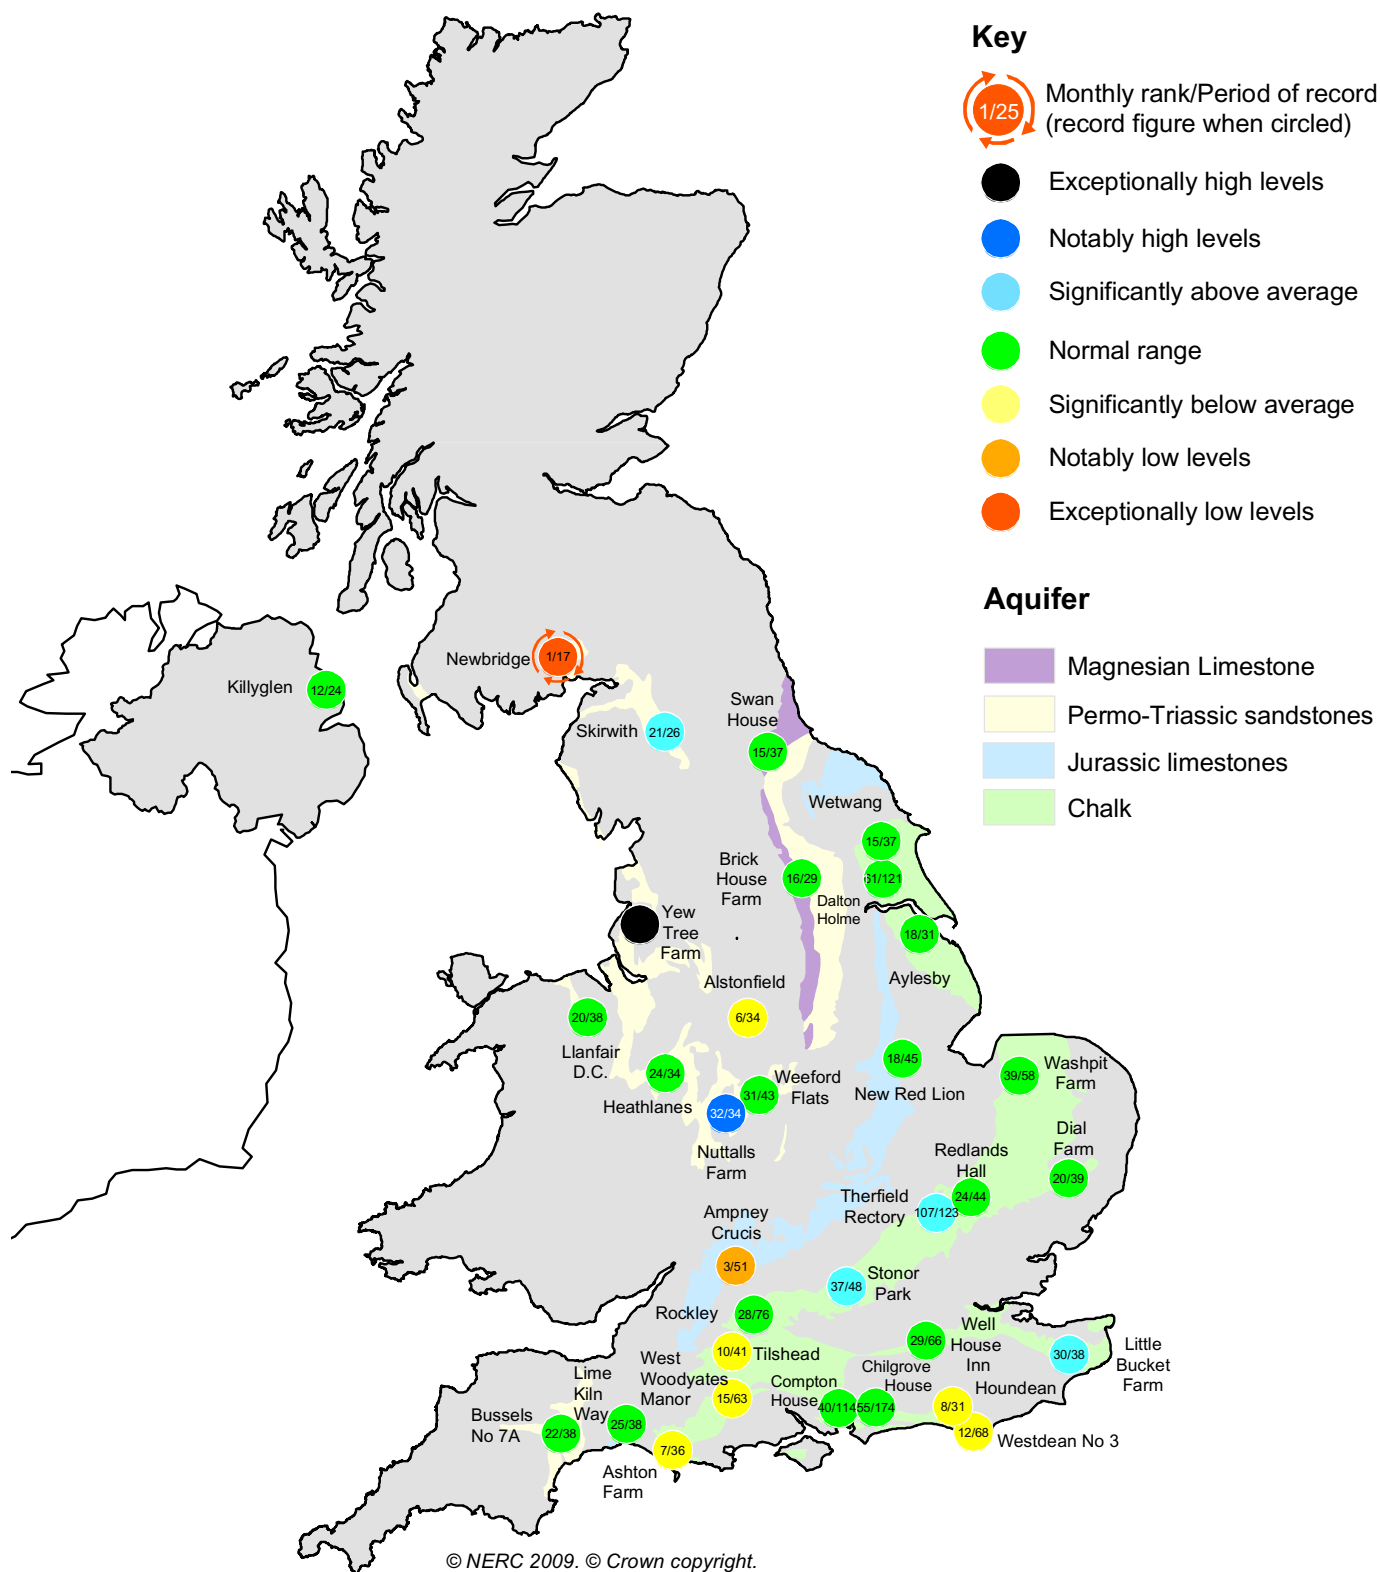 Key
1/25
Monthly rank/Period of record
(record figure when circled)
Exceptionally high levels
Notably high levels
Significantly above average
Normal range
Significantly below average
Notably low levels
Exceptionally low levels
Aquifer
Magnesian Limestone
Permo-Triassic sandstones
Jurassic limestones
Chalk
Newbridge
1/17
Killyglen
12/24
Skirwith
21/26
Swan
House
15/37
Wetwang
15/37
61/121
Dalton
Holme
Brick
House
Farm
16/29
Yew
Tree
Farm
18/31
Aylesby
Alstonfield
6/34
20/38
Llanfair
D.C.
24/34
Heathlanes
Weeford
Flats
31/43
32/34
Nuttalls
Farm
18/45
New Red Lion
39/58
Washpit
Farm
Dial
Farm
20/39
Redlands
Hall
24/44
Therfield
Rectory
107/123
Ampney
Crucis
3/51
37/48
Stonor
Park
Rockley
28/76
10/41
Tilshead
29/66
Well
House
Inn
30/38
Little
Bucket
Farm
West
Woodyates
Manor
15/63
Compton
House
40/114
Chilgrove
House
55/174
Houndean
8/31
12/68
Westdean No 3
Lime
Kiln
Way
25/38
Bussels
No 7A
22/38
7/36
Ashton
Farm
© NERC 2009. © Crown copyright.